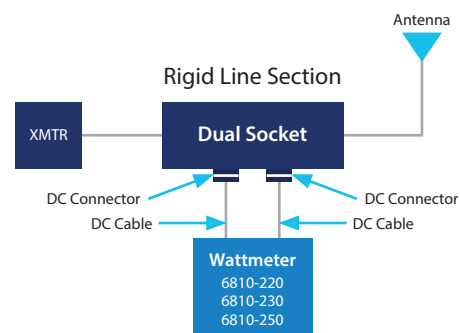 Antenna
Rigid Line Section
XMTR
Dual Socket
DC Connector
DC Connector
DC Cable
DC Cable
Wattmeter
6810-220
6810-230
6810-250